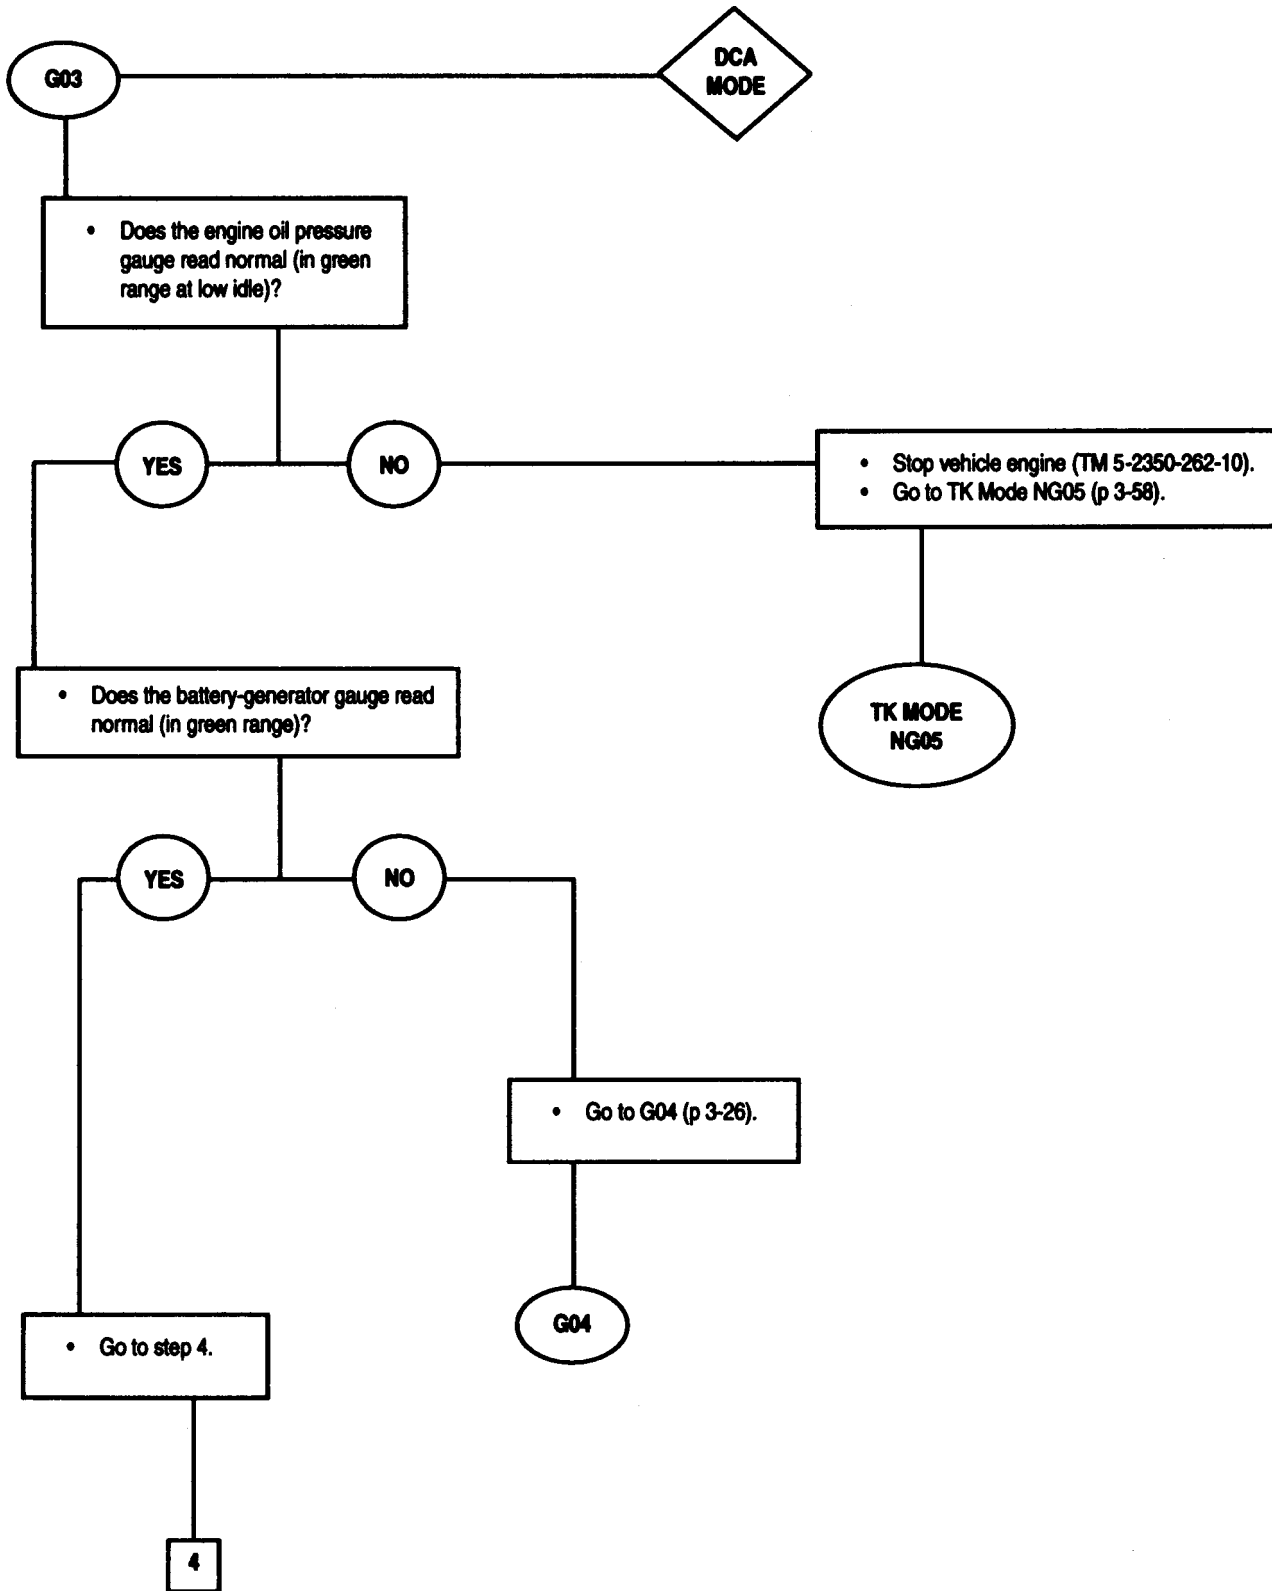 G03
DCA
MODE
• Does the engine oil pressure
gauge read normal (in green
range at low idle)?
YES
NO
• Stop vehicle engine (TM 5-2350-262-10).
• Go to TK Mode NG05 (p 3-58).
TK MODE
NG05
• Does the battery-generator gauge read
normal (in green range)?
YES
NO
• Go to G04 (p 3-26).
G04
• Go to step 4.
4